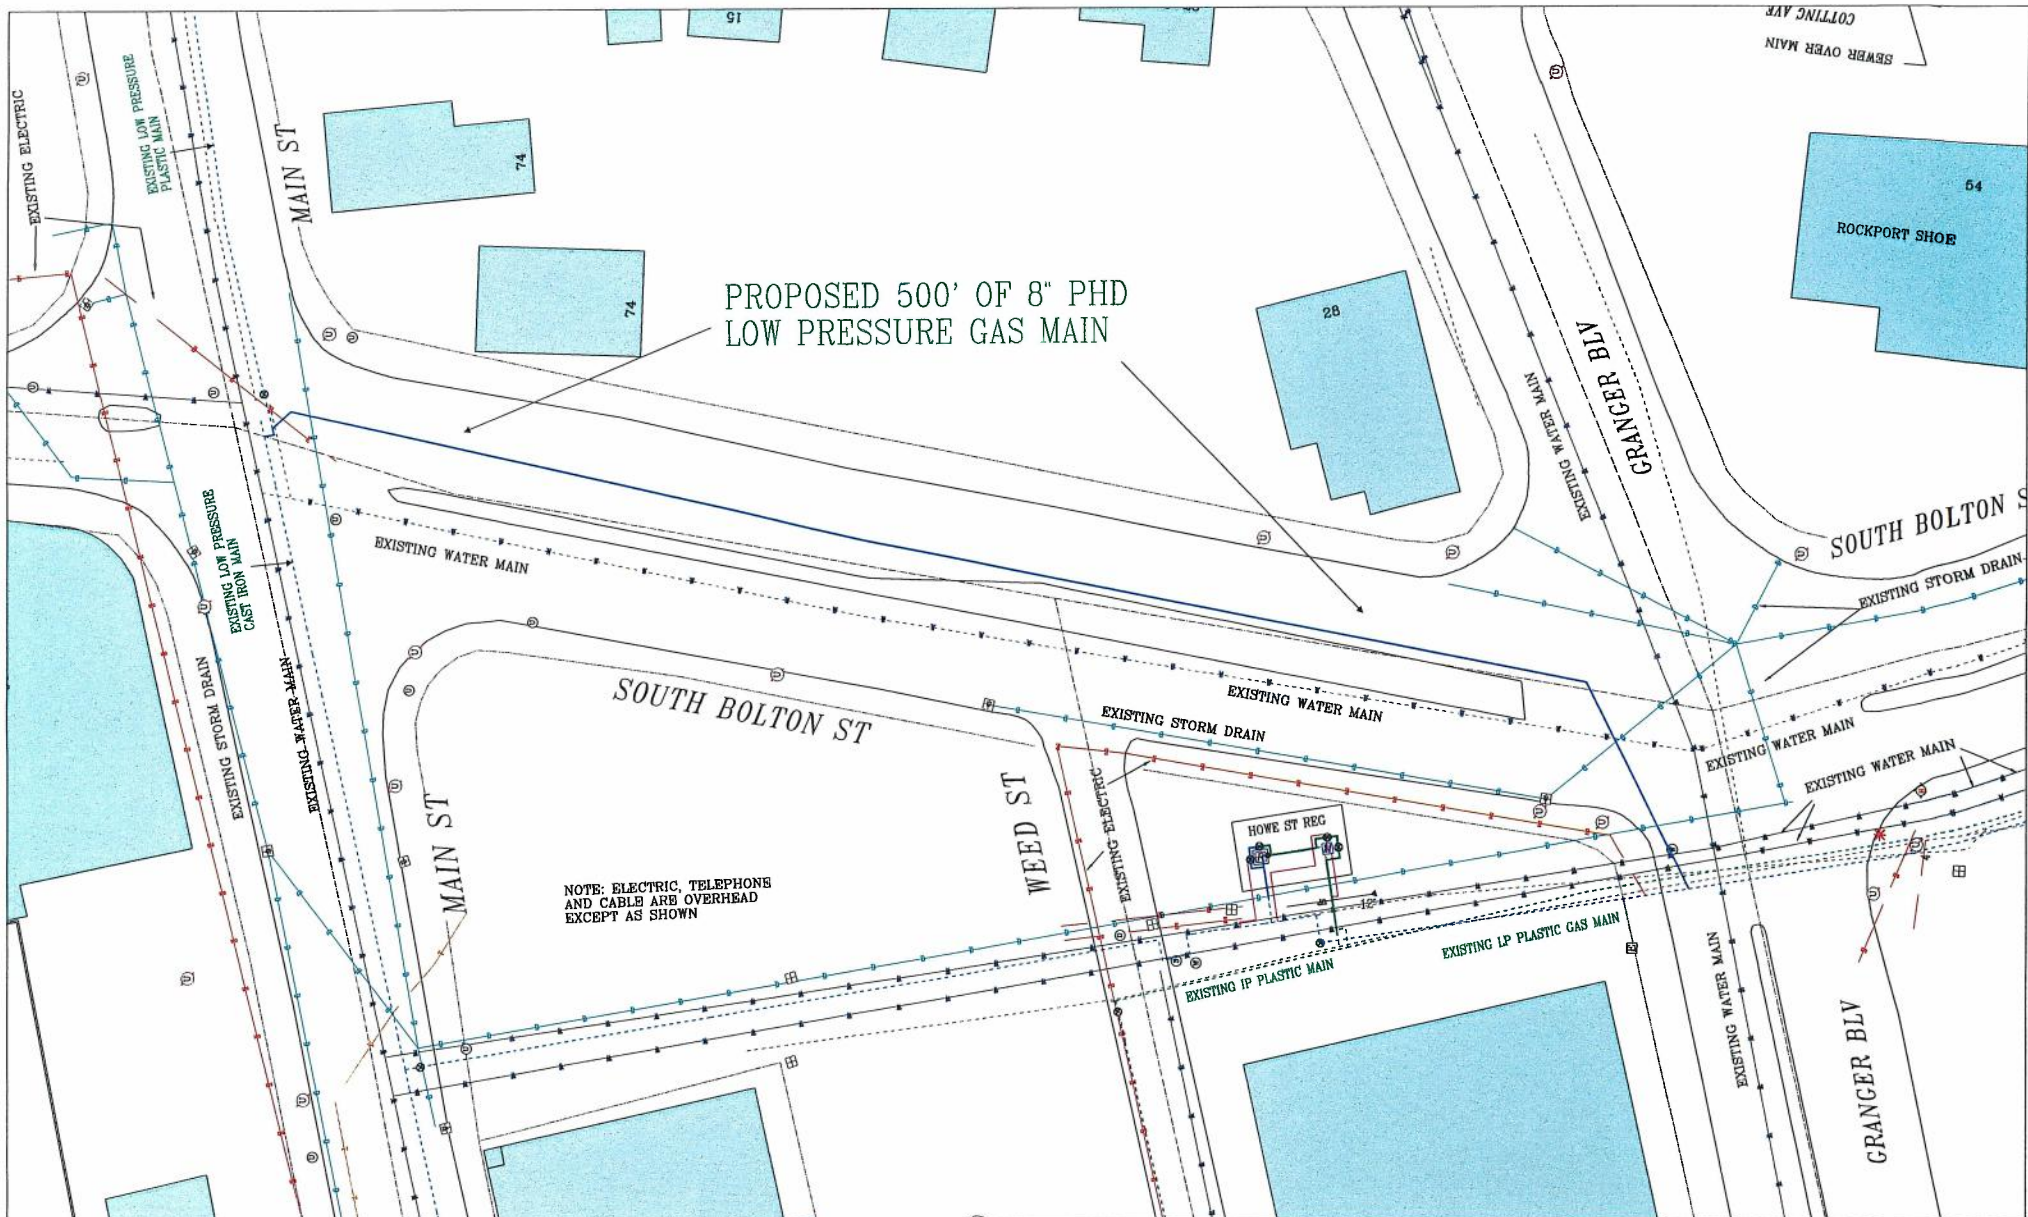 15
COTTING AVE
SEWER OVER MAIN
EXISTING ELECTRIC
EXISTING LOW PRESSURE
PLASTIC MAIN
MAIN ST
74
74
54
ROCKPORT SHOE
PROPOSED 500' OF 8" PHD
LOW PRESSURE GAS MAIN
28
GRANGER BLV
EXISTING WATER MAIN
EXISTING WATER MAIN
SOUTH BOLTON S
EXISTING STORM DRAIN
EXISTING LOW PRESSURE
CAST IRON MAIN
EXISTING WATER MAIN
EXISTING STORM DRAIN
EXISTING WATER MAIN
SOUTH BOLTON ST
EXISTING WATER MAIN
EXISTING STORM DRAIN
EXISTING WATER MAIN
EXISTING WATER MAIN
MAIN ST
WEED ST
EXISTING ELECTRIC
HOWE ST REG
NOTE: ELECTRIC, TELEPHONE
AND CABLE ARE OVERHEAD
EXCEPT AS SHOWN
12"
EXISTING LP PLASTIC GAS MAIN
EXISTING IP PLASTIC MAIN
EXISTING WATER MAIN
GRANGER BLV